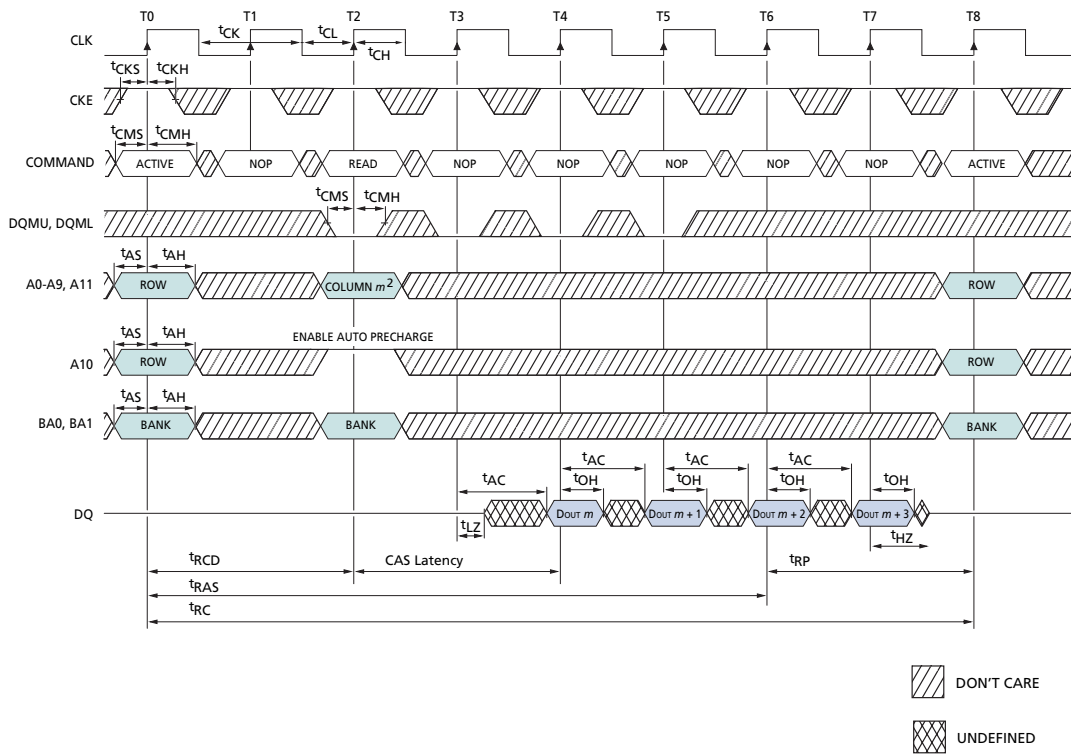 T0 T1 T2 T3 T4 T5 T6 T7 T8
CLK
tCK tCL
tCH
tCKS tCKH
CKE
tCMS tCMH
COMMAND ACTIVE NOP READ NOP NOP NOP NOP NOP ACTIVE
tCMS tCMH
DQMU, DQML
tAS tAH
A0-A9, A11 ROW COLUMN m2 ROW
tAS tAH
ENABLE AUTO PRECHARGE
A10 ROW ROW
tAS tAH
BA0, BA1 BANK BANK BANK
tAC tAC tAC tAC
tOH tOH tOH tOH
DQ DOUT m DOUT m + 1 DOUT m + 2 DOUT m + 3
tLZ tHZ
tRCD CAS Latency tRP
tRAS
tRC
DON'T CARE
UNDEFINED